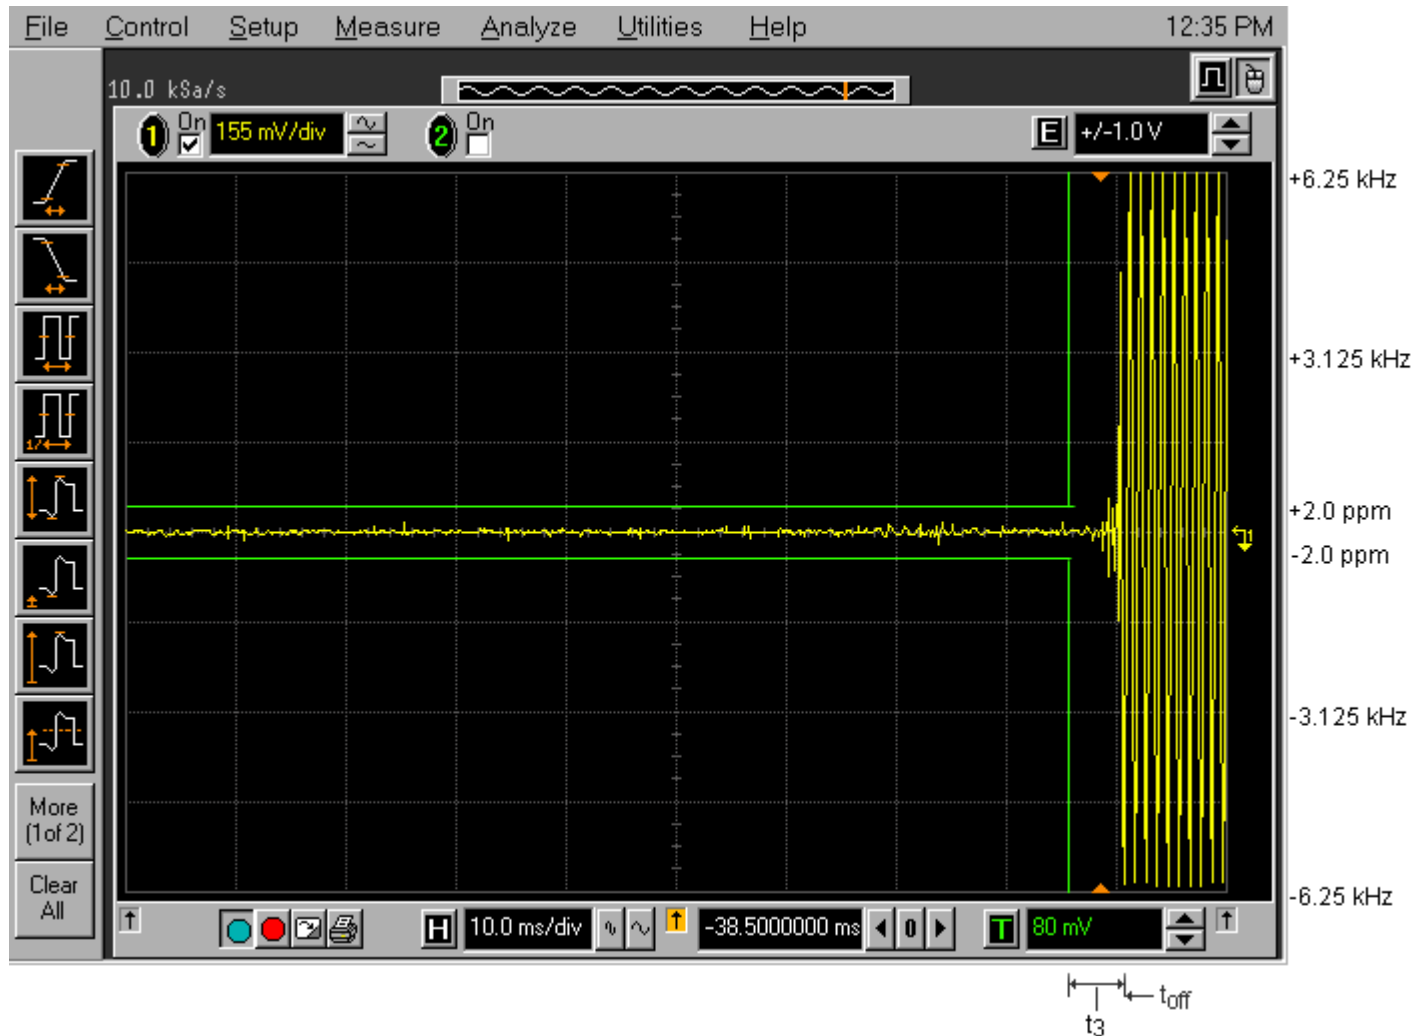 File Control Setup Measure Analyze Utilities Help 12:35 PM
10.0 kSa/s
1 On 155 mV/div 2 On E +/-1.0 V
+6.25 kHz
+3.125 kHz
1/
+2.0 ppm
1
-2.0 ppm
-3.125 kHz
More
(1of 2)
Clear
All
-6.25 kHz
H 10.0 ms/div -38.5000000 ms 0 T 80 mV
toff
t3